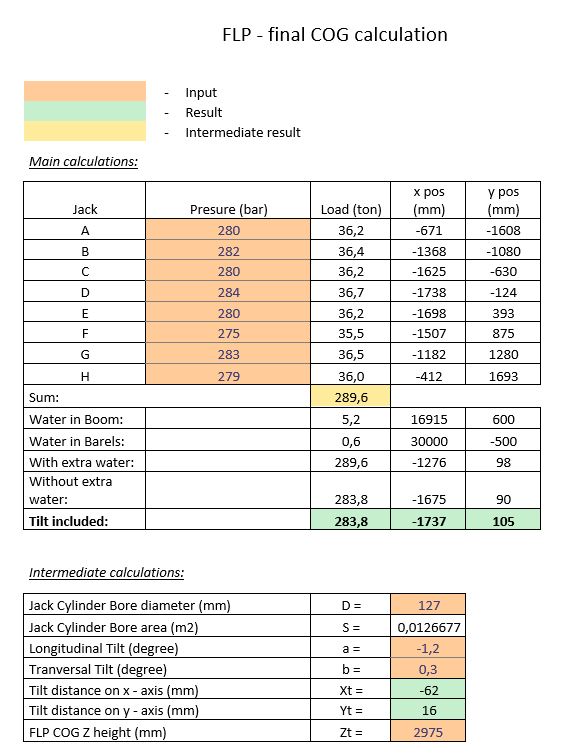 FLP - final COG calculation
- Input
- Result
- Intermediate result
Main calculations:
Jack Presure (bar) Load (ton) x pos (mm) y pos (mm)
A 280 36,2 -671 -1608
B 282 36,4 -1368 -1080
C 280 36,2 -1625 -630
D 284 36,7 -1738 -124
E 280 36,2 -1698 393
F 275 35,5 -1507 875
G 283 36,5 -1182 1280
H 279 36,0 -412 1693
Sum: 289,6
Water in Boom: 5,2 16915 600
Water in Barels: 0,6 30000 -500
With extra water: 289,6 -1276 98
Without extra water: 283,8 -1675 90
Tilt included: 283,8 -1737 105
Intermediate calculations:
Jack Cylinder Bore diameter (mm) D = 127
Jack Cylinder Bore area (m2) S = 0,0126677
Longitudinal Tilt (degree) a = -1,2
Tranversal Tilt (degree) b = 0,3
Tilt distance on x - axis (mm) Xt = -62
Tilt distance on y - axis (mm) Yt = 16
FLP COG Z height (mm) Zt = 2975